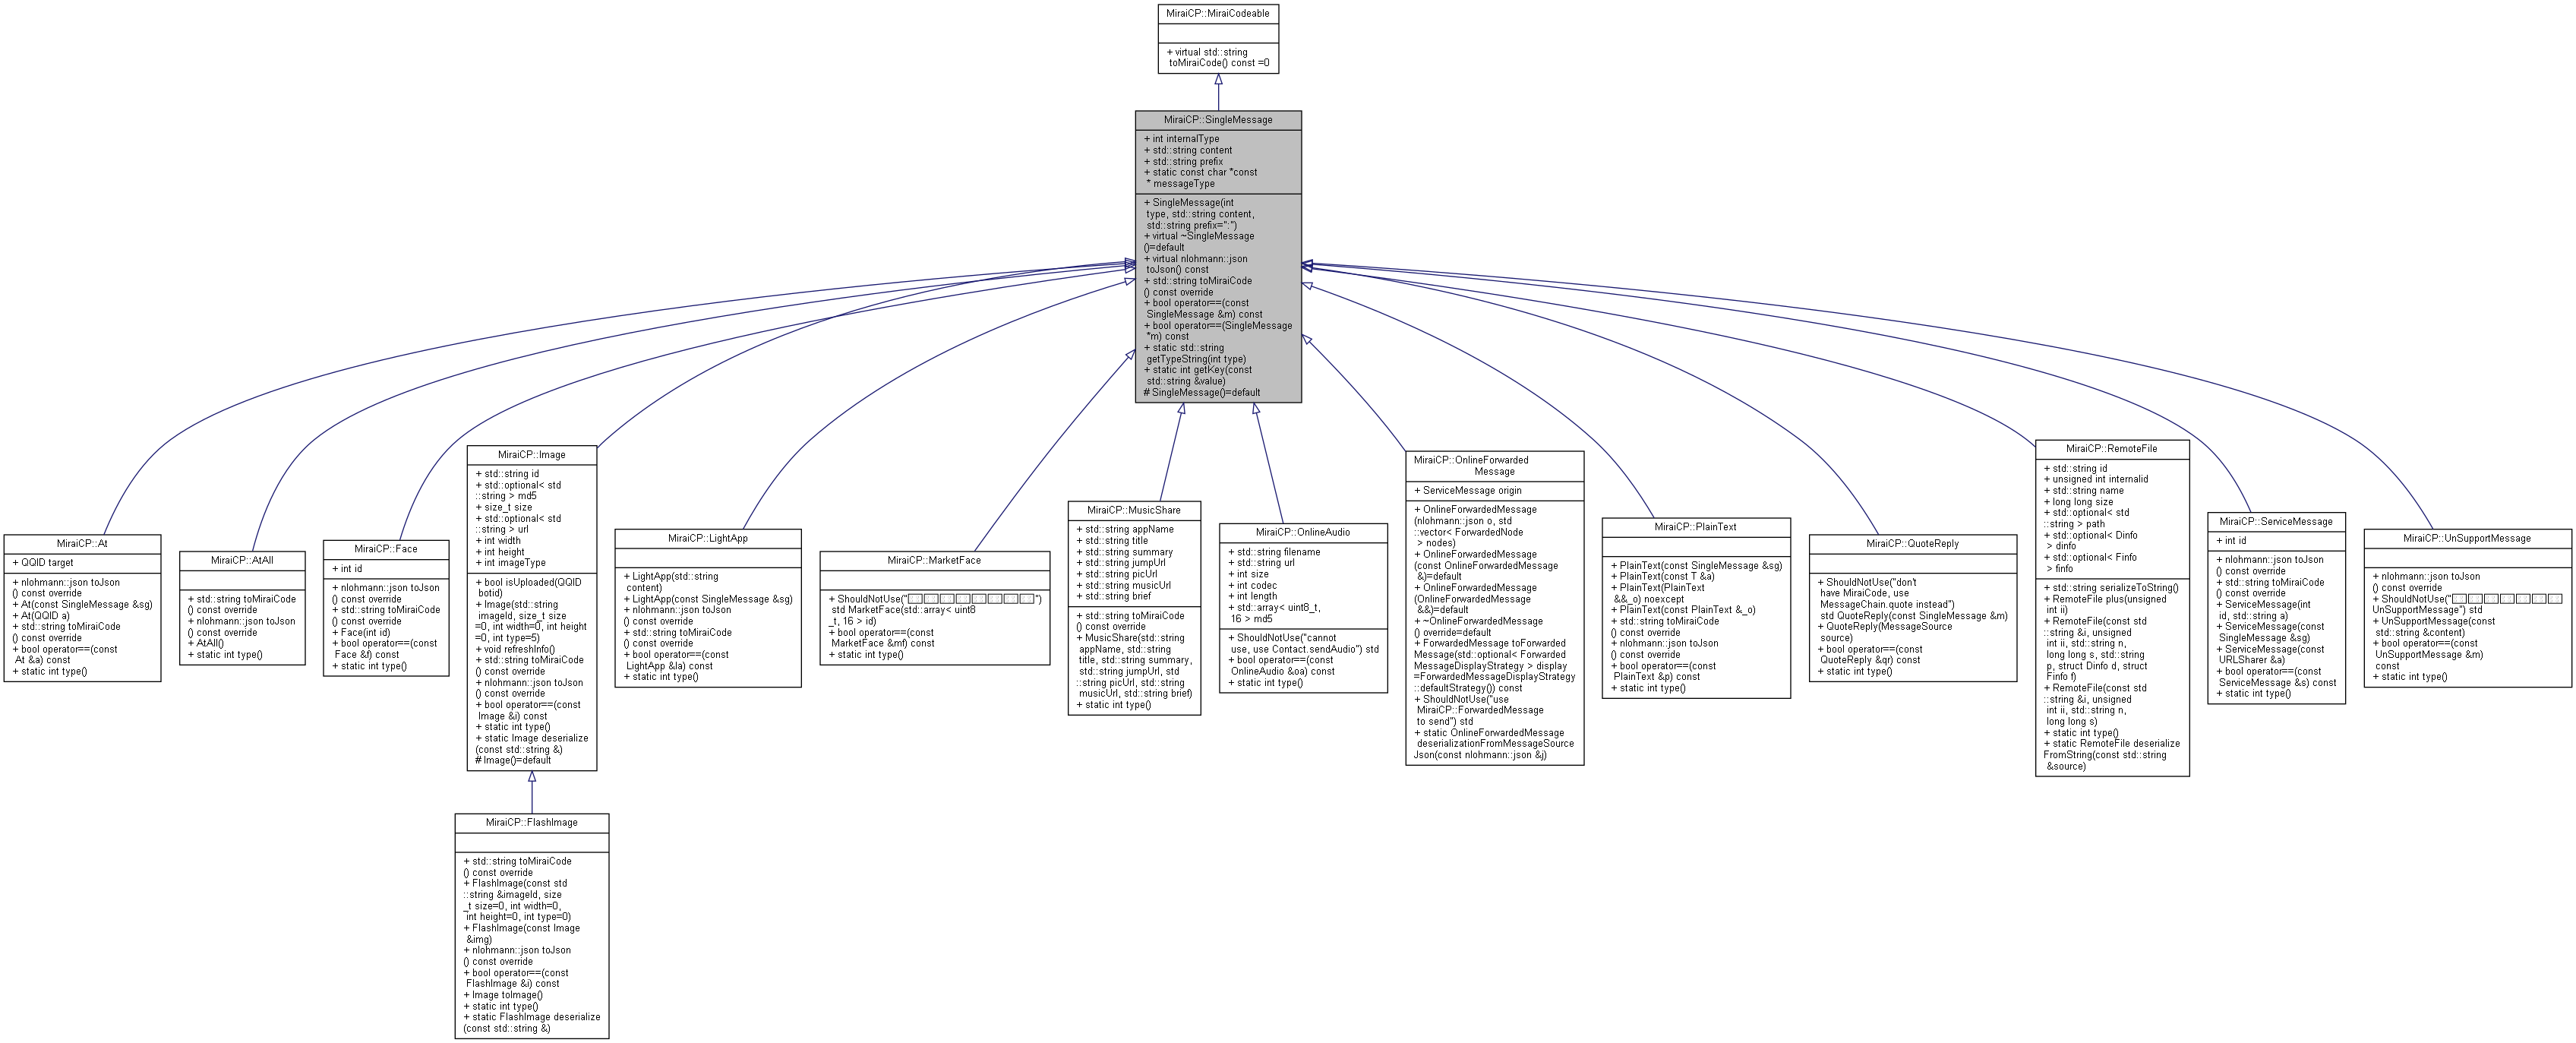 MiraiCP::MiraiCodeable
+ virtual std::string
toMiraiCode() const =0
MiraiCP::SingleMessage
+ int internalType
+ std::string content
+ std::string prefix
+ static const char *const
* messageType
+ SingleMessage(int
type, std::string content,
std::string prefix=":")
+ virtual ~SingleMessage
()=default
+ virtual nlohmann::json
toJson() const
+ std::string toMiraiCode
() const override
+ bool operator==(const
SingleMessage &m) const
+ bool operator==(SingleMessage
*m) const
+ static std::string
getTypeString(int type)
+ static int getKey(const
std::string &value)
# SingleMessage()=default
MiraiCP::At
+ QQID target
+ nlohmann::json toJson
() const override
+ At(const SingleMessage &sg)
+ At(QQID a)
+ std::string toMiraiCode
() const override
+ bool operator==(const
At &a) const
+ static int type()
MiraiCP::AtAll
+ std::string toMiraiCode
() const override
+ nlohmann::json toJson
() const override
+ AtAll()
+ static int type()
MiraiCP::Face
+ int id
+ nlohmann::json toJson
() const override
+ std::string toMiraiCode
() const override
+ Face(int id)
+ bool operator==(const
Face &f) const
+ static int type()
MiraiCP::Image
+ std::string id
+ std::optional< std
::string > md5
+ size_t size
+ std::optional< std
::string > url
+ int width
+ int height
+ int imageType
+ bool isUploaded(QQID
botid)
+ Image(std::string
imageId, size_t size
=0, int width=0, int height
=0, int type=5)
+ void refreshInfo()
+ std::string toMiraiCode
() const override
+ nlohmann::json toJson
() const override
+ bool operator==(const
Image &i) const
+ static int type()
+ static Image deserialize
(const std::string &)
# Image()=default
MiraiCP::FlashImage
+ std::string toMiraiCode
() const override
+ FlashImage(const std
::string &imageId, size
_t size=0, int width=0,
int height=0, int type=0)
+ FlashImage(const Image
&img)
+ nlohmann::json toJson
() const override
+ bool operator==(const
FlashImage &i) const
+ Image toImage()
+ static int type()
+ static FlashImage deserialize
(const std::string &)
MiraiCP::LightApp
+ LightApp(std::string
content)
+ LightApp(const SingleMessage &sg)
+ nlohmann::json toJson
() const override
+ std::string toMiraiCode
() const override
+ bool operator==(const
LightApp &la) const
+ static int type()
MiraiCP::MarketFace
+ ShouldNotUse("")
std MarketFace(std::array< uint8
_t, 16 > id)
+ bool operator==(const
MarketFace &mf) const
+ static int type()
MiraiCP::MusicShare
+ std::string appName
+ std::string title
+ std::string summary
+ std::string jumpUrl
+ std::string picUrl
+ std::string musicUrl
+ std::string brief
+ std::string toMiraiCode
() const override
+ MusicShare(std::string
appName, std::string
title, std::string summary,
std::string jumpUrl, std
::string picUrl, std::string
musicUrl, std::string brief)
+ static int type()
MiraiCP::OnlineAudio
+ std::string filename
+ std::string url
+ int size
+ int codec
+ int length
+ std::array< uint8_t,
16 > md5
+ ShouldNotUse("cannot
use, use Contact.sendAudio") std
+ bool operator==(const
OnlineAudio &oa) const
+ static int type()
MiraiCP::OnlineForwarded
Message
+ ServiceMessage origin
+ OnlineForwardedMessage
(nlohmann::json o, std
::vector< ForwardedNode
> nodes)
+ OnlineForwardedMessage
(const OnlineForwardedMessage
&)=default
+ OnlineForwardedMessage
(OnlineForwardedMessage
&&)=default
+ ~OnlineForwardedMessage
() override=default
+ ForwardedMessage toForwarded
Message(std::optional< Forwarded
MessageDisplayStrategy > display
=ForwardedMessageDisplayStrategy
::defaultStrategy()) const
+ ShouldNotUse("use
MiraiCP::ForwardedMessage
to send") std
+ static OnlineForwardedMessage
deserializationFromMessageSource
Json(const nlohmann::json &j)
MiraiCP::PlainText
+ PlainText(const SingleMessage &sg)
+ PlainText(const T &a)
+ PlainText(PlainText
&&_o) noexcept
+ PlainText(const PlainText &_o)
+ std::string toMiraiCode
() const override
+ nlohmann::json toJson
() const override
+ bool operator==(const
PlainText &p) const
+ static int type()
MiraiCP::QuoteReply
+ ShouldNotUse("don't
have MiraiCode, use
MessageChain.quote instead")
std QuoteReply(const SingleMessage &m)
+ QuoteReply(MessageSource
source)
+ bool operator==(const
QuoteReply &qr) const
+ static int type()
MiraiCP::RemoteFile
+ std::string id
+ unsigned int internalid
+ std::string name
+ long long size
+ std::optional< std
::string > path
+ std::optional< Dinfo
> dinfo
+ std::optional< Finfo
> finfo
+ std::string serializeToString()
+ RemoteFile plus(unsigned
int ii)
+ RemoteFile(const std
::string &i, unsigned
int ii, std::string n,
long long s, std::string
p, struct Dinfo d, struct
Finfo f)
+ RemoteFile(const std
::string &i, unsigned
int ii, std::string n,
long long s)
+ static int type()
+ static RemoteFile deserialize
FromString(const std::string
&source)
MiraiCP::ServiceMessage
+ int id
+ nlohmann::json toJson
() const override
+ std::string toMiraiCode
() const override
+ ServiceMessage(int
id, std::string a)
+ ServiceMessage(const
SingleMessage &sg)
+ ServiceMessage(const
URLSharer &a)
+ bool operator==(const
ServiceMessage &s) const
+ static int type()
MiraiCP::UnSupportMessage
+ nlohmann::json toJson
() const override
+ ShouldNotUse("
UnSupportMessage") std
+ UnSupportMessage(const
std::string &content)
+ bool operator==(const
UnSupportMessage &m)
const
+ static int type()